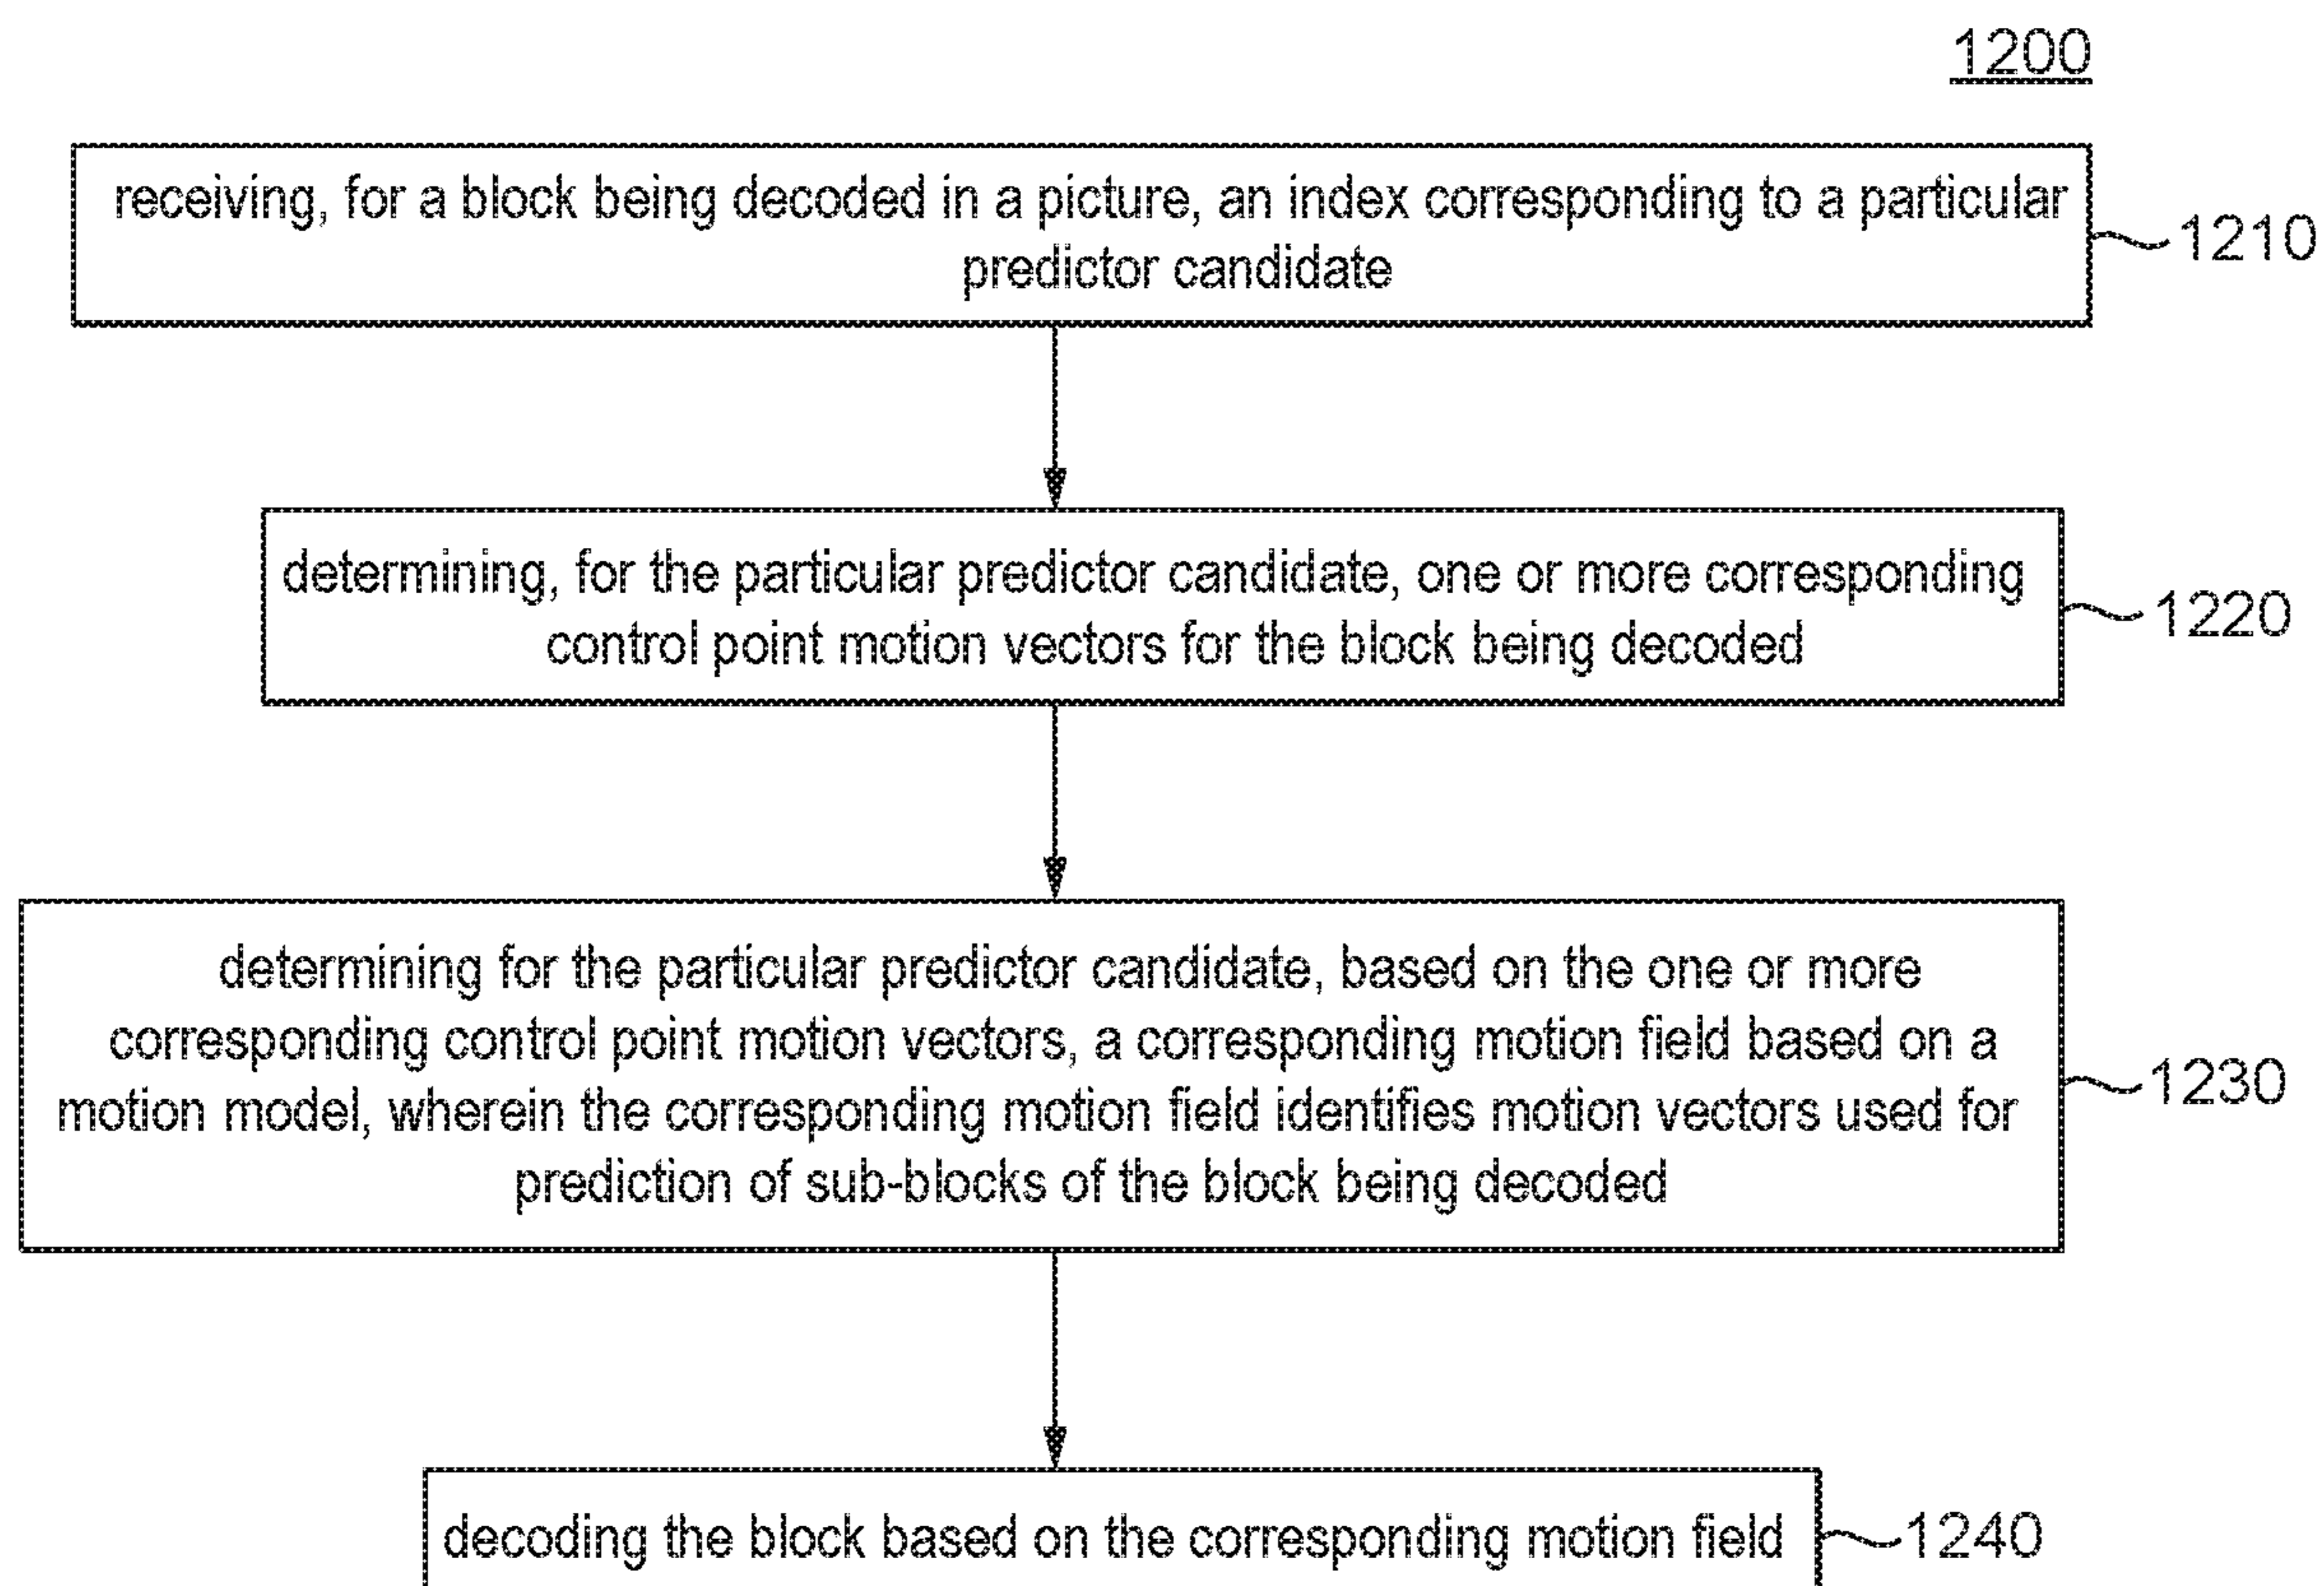 1200
receiving, for a block being decoded in a picture, an index corresponding to a particular
predictor candidate
1210
determining, for the particular predictor candidate, one or more corresponding
control point motion vectors for the block being decoded
1220
determining for the particular predictor candidate, based on the one or more
corresponding control point motion vectors, a corresponding motion field based on a
motion model, wherein the corresponding motion field identifies motion vectors used for
prediction of sub-blocks of the block being decoded
1230
decoding the block based on the corresponding motion field
1240